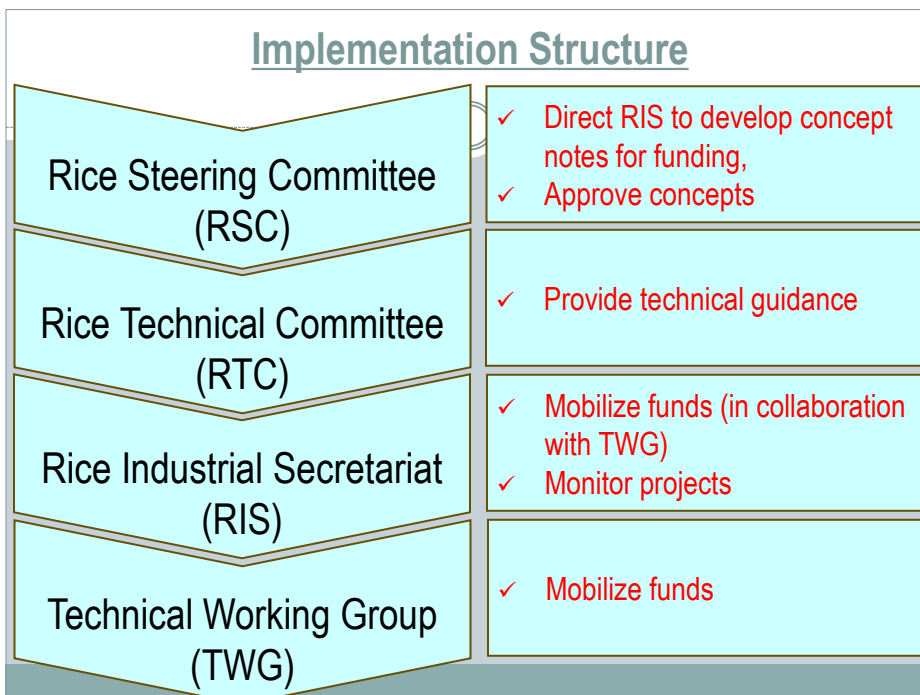 Implementation Structure
Rice Steering Committee
(RSC)
✓ Direct RIS to develop concept
notes for funding,
✓ Approve concepts
Rice Technical Committee
(RTC)
✓ Provide technical guidance
Rice Industrial Secretariat
(RIS)
✓ Mobilize funds (in collaboration
with TWG)
✓ Monitor projects
Technical Working Group
(TWG)
✓ Mobilize funds